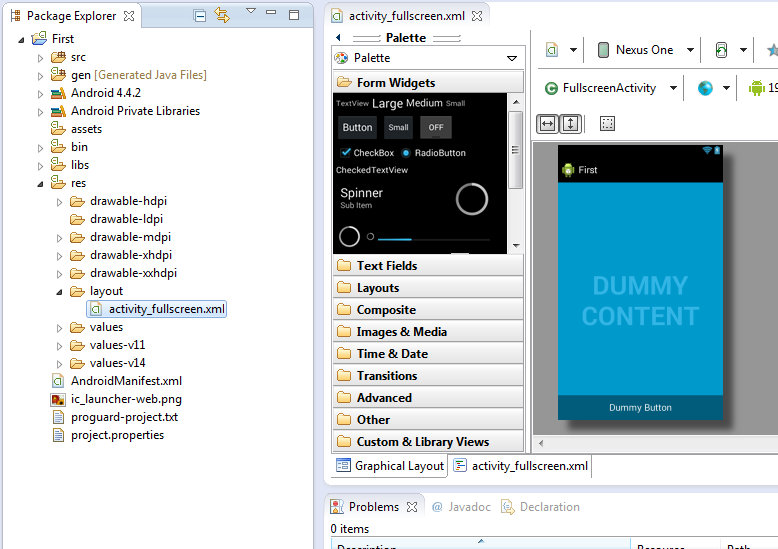 Package Explorer
First
src
gen [Generated Java Files]
Android 4.4.2
Android Private Libraries
assets
bin
libs
res
drawable-hdpi
drawable-ldpi
drawable-mdpi
drawable-xhdpi
drawable-xxhdpi
layout
activity_fullscreen.xml
values
values-v11
values-v14
AndroidManifest.xml
ic_launcher-web.png
proguard-project.txt
project.properties
activity_fullscreen.xml
Palette
Palette
Form Widgets
TextView Large Medium Small
Button Small OFF
CheckBox RadioButton
CheckedTextView
Spinner
Sub Item
Text Fields
Layouts
Composite
Images & Media
Time & Date
Transitions
Advanced
Other
Custom & Library Views
Nexus One
FullscreenActivity
First
DUMMY
CONTENT
Dummy Button
Graphical Layout activity_fullscreen.xml
Problems @ Javadoc Declaration
0 items